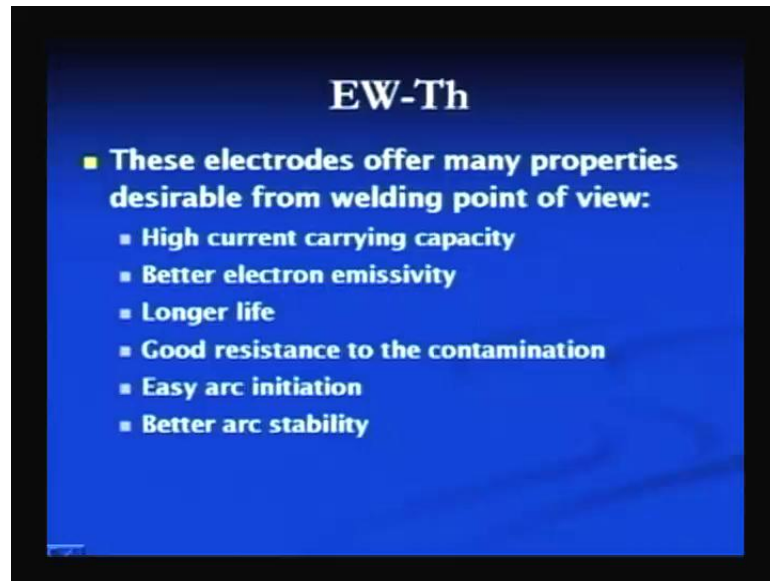 EW-Th
These electrodes offer many properties
desirable from welding point of view:
High current carrying capacity
Better electron emissivity
Longer life
Good resistance to the contamination
Easy arc initiation
Better arc stability